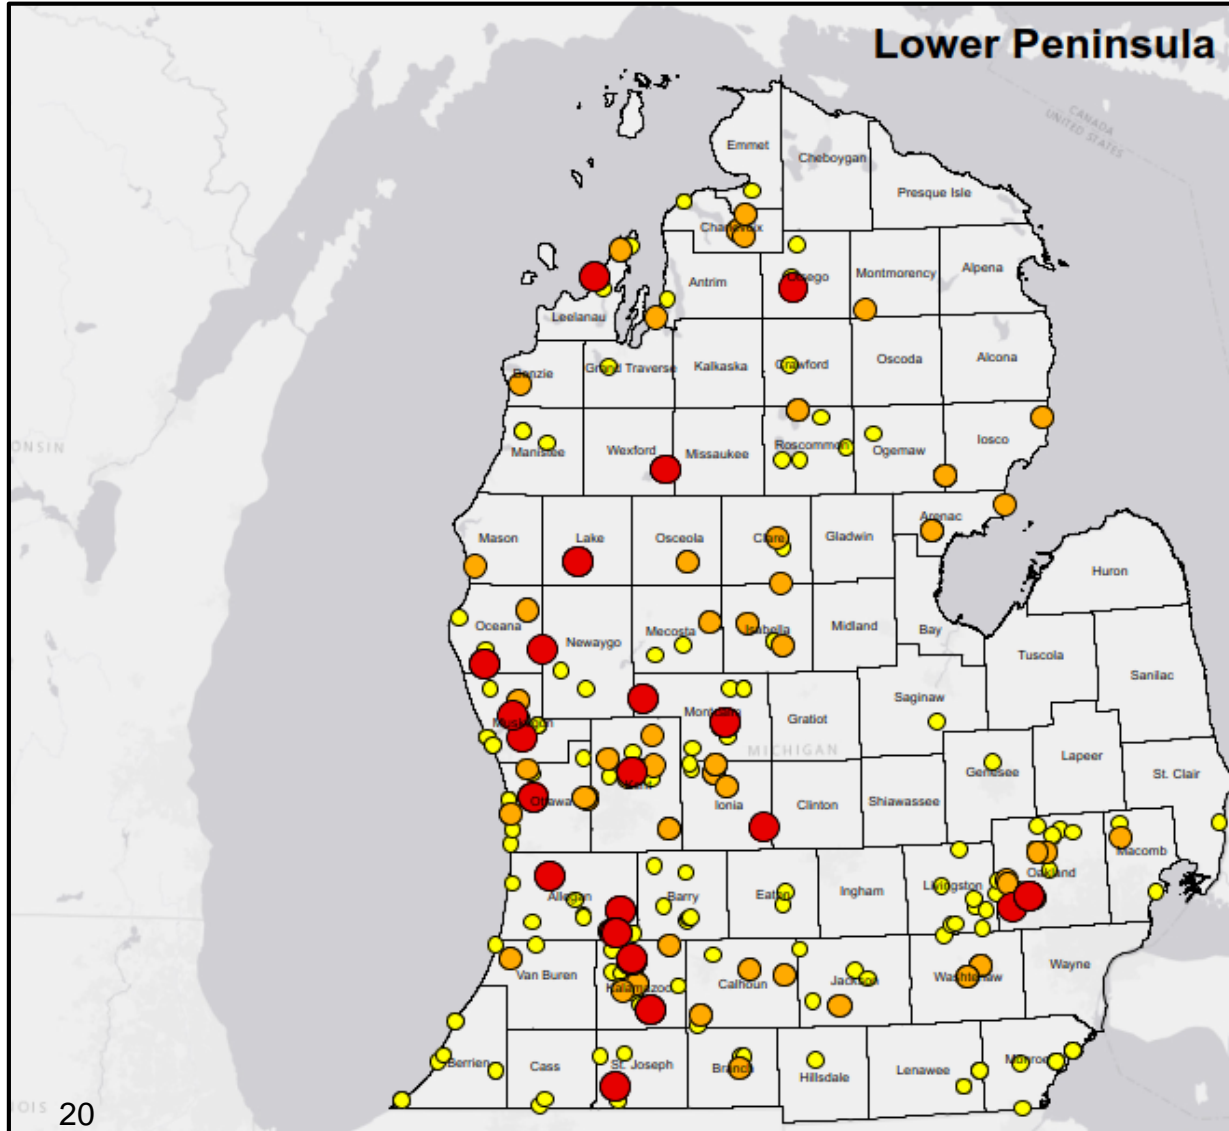 Lower Peninsula
CANADA
UNITED STATES
Emmet
Cheboygan
Presque Isle
Charlevoix
Antrim
Otsego
Montmorency
Alpena
Leelanau
Benzie
Grand Traverse
Kalkaska
Crawford
Oscoda
Alcona
ONSIN
Manistee
Wexford
Missaukee
Roscommon
Ogemaw
Iosco
Arenac
Mason
Lake
Osceola
Clare
Gladwin
Huron
Oceana
Newaygo
Mecosta
Isabella
Midland
Bay
Tuscola
Sanilac
Saginaw
Muskegon
Montcalm
Gratiot
MICHIGAN
Genesee
Lapeer
St. Clair
Ottawa
Kent
Ionia
Clinton
Shiawassee
Macomb
Oakland
Allegan
Barry
Eaton
Ingham
Livingston
Van Buren
Kalamazoo
Calhoun
Jackson
Washtenaw
Wayne
Berrien
Cass
St. Joseph
Branch
Hillsdale
Lenawee
Monroe
OIS
20